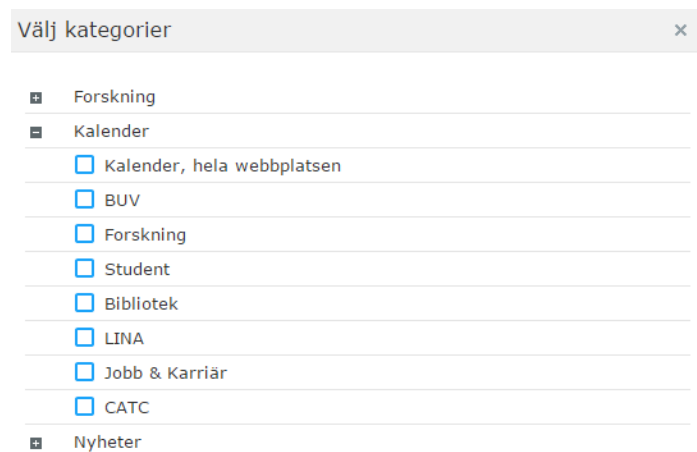 Välj kategorier
Forskning
Kalender
Kalender, hela webbplatsen
BUV
Forskning
Student
Bibliotek
LINA
Jobb & Karriär
CATC
Nyheter